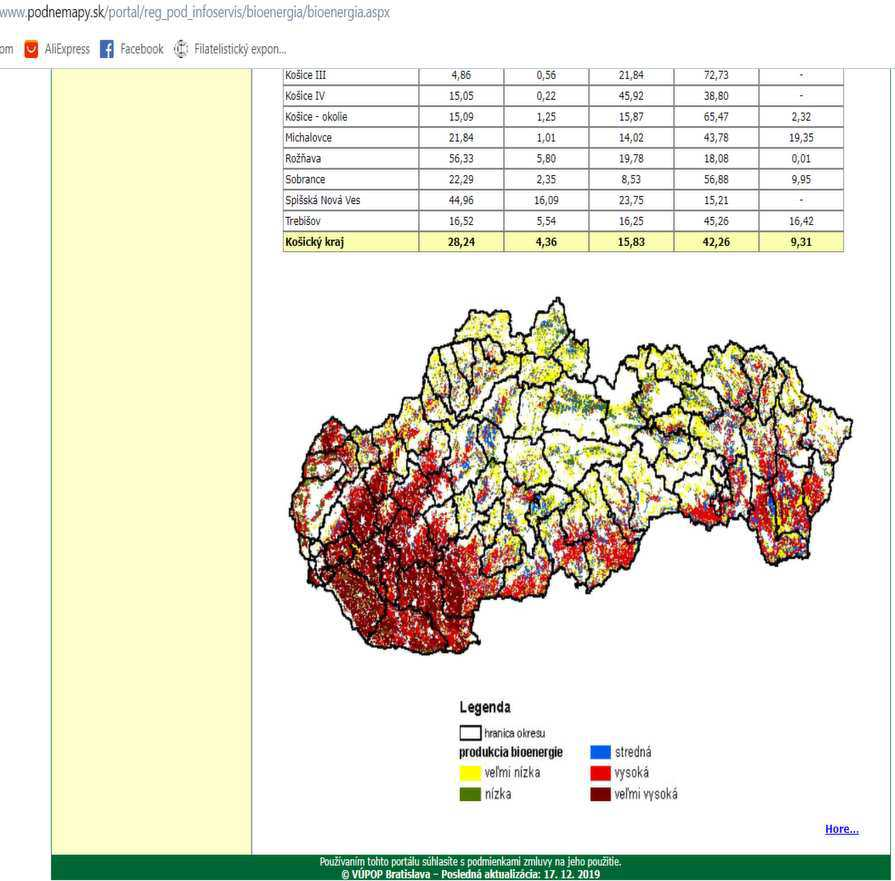 www.podnemapy.sk/portal/reg_pod_infoservis/bioenergia/bioenergia.aspx
om AliExpress Facebook Filatelistický expon...
Košice III 4,86 0,56 21,84 72,73 -
Košice IV 15,05 0,22 45,92 38,80 -
Košice - okolie 15,09 1,25 15,87 65,47 2,32
Michalovce 21,84 1,01 14,02 43,78 19,35
Rožňava 56,33 5,80 19,78 18,08 0,01
Sobrance 22,29 2,35 8,53 56,88 9,95
Spišská Nová Ves 44,96 16,09 23,75 15,21 -
Trebišov 16,52 5,54 16,25 45,26 16,42
Košický kraj 28,24 4,36 15,83 42,26 9,31
Legenda
hranica okresu
produkcia bioenergie stredná
veľmi nízka vysoká
nízka veľmi vysoká
Hore...
Používaním tohto portálu súhlasíte s podmienkami zmluvy na jeho použitie.
© VÚPOP Bratislava – Posledná aktualizácia: 17. 12. 2019